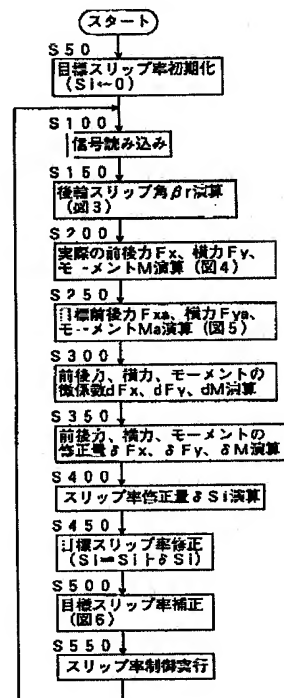 スタート
S50
目標スリップ率初期化
(Si←0)
S100
信号読み込み
S150
後輪スリップ角βr演算
(図3)
S200
実際の前後力Fx、横力Fy、
モーメントM演算(図4)
S250
目標前後力Fxa、横力Fya、
モーメントMa演算(図5)
S300
前後力、横力、モーメントの
微係数dFx、dFy、dM演算
S350
前後力、横力、モーメントの
修正量δFx、δFy、δM演算
S400
スリップ率修正量δSi演算
S450
目標スリップ率修正
(Si=Si+δSi)
S500
目標スリップ率補正
(図6)
S550
スリップ率制御実行